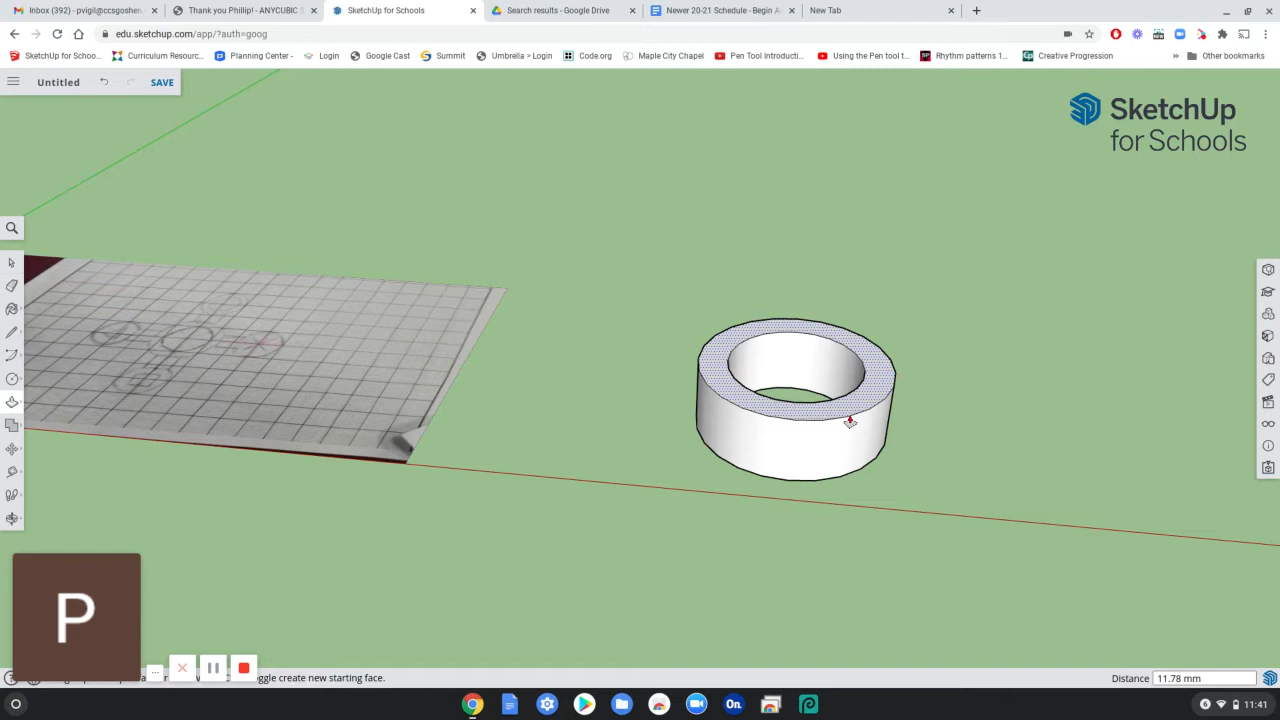 Inbox (392) - pvigil@ccsgoshen
Thank you Phillip! - ANYCUBIC
SketchUp for Schools
Search results - Google Drive
Newer 20-21 Schedule - Begin A
New Tab
edu.sketchup.com/app/?auth=goog
SketchUp for Schoo...
Curriculum Resourc...
Planning Center -
Login
Google Cast
Summit
Umbrella > Login
Code.org
Maple City Chapel
Pen Tool Introducti...
Using the Pen tool t...
Rhythm patterns 1...
Creative Progression
Other bookmarks
Untitled
SAVE
SketchUp
for Schools
P
...
ggle create new starting face.
Distance
11.78 mm
On
6
11:41